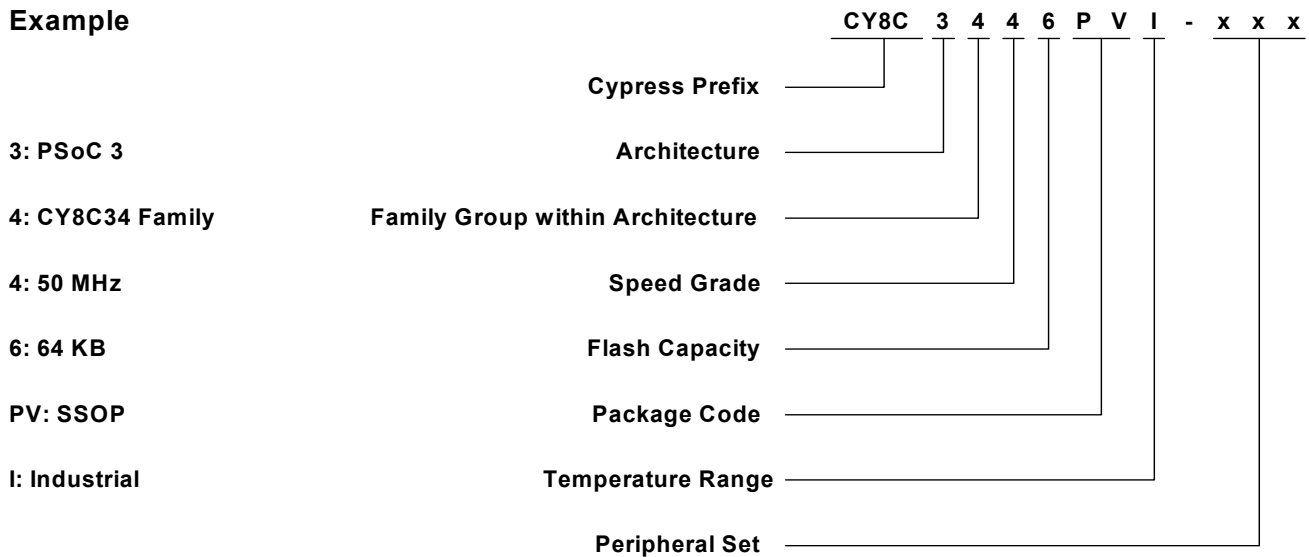 Example CY8C 3 4 4 6 P V I - x x x
Cypress Prefix
3: PSoC 3 Architecture
4: CY8C34 Family Family Group within Architecture
4: 50 MHz Speed Grade
6: 64 KB Flash Capacity
PV: SSOP Package Code
I: Industrial Temperature Range
Peripheral Set